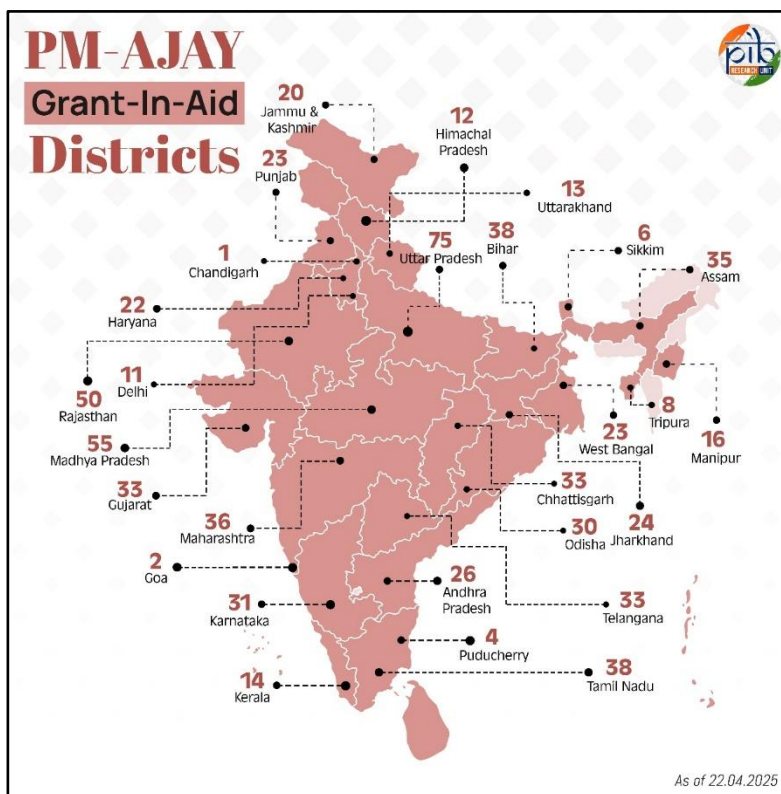 PM-AJAY
Grant-In-Aid
Districts
pib
RESEARCH UNIT
20
Jammu &
Kashmir
12
Himachal
Pradesh
23
Punjab
13
Uttarakhand
1
Chandigarh
75
Uttar Pradesh
38
Bihar
6
Sikkim
35
Assam
22
Haryana
11
Delhi
50
Rajasthan
8
Tripura
23
West Bangal
16
Manipur
55
Madhya Pradesh
33
Gujarat
33
Chhattisgarh
36
Maharashtra
30
Odisha
24
Jharkhand
2
Goa
26
Andhra
Pradesh
31
Karnataka
33
Telangana
4
Puducherry
14
Kerala
38
Tamil Nadu
As of 22.04.2025